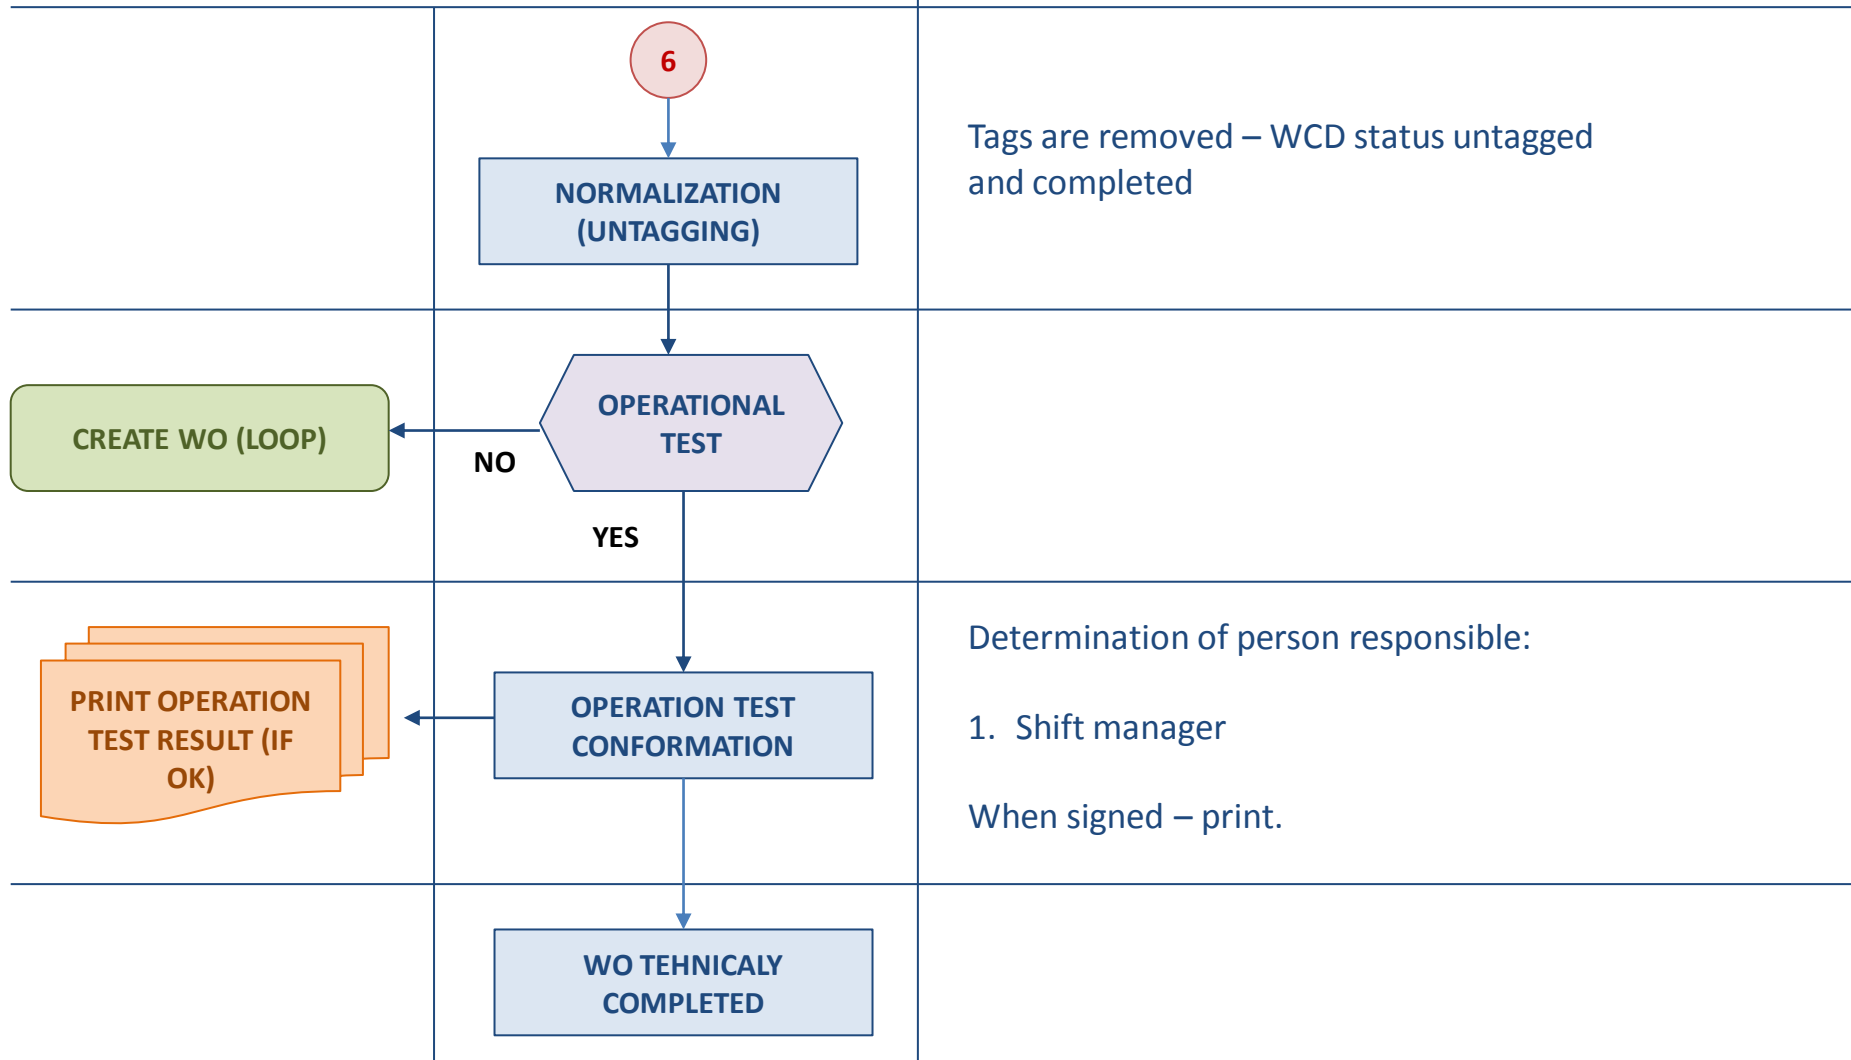 6
NORMALIZATION
(UNTAGGING)
Tags are removed – WCD status untagged
and completed
CREATE WO (LOOP)
NO
OPERATIONAL
TEST
YES
PRINT OPERATION
TEST RESULT (IF
OK)
OPERATION TEST
CONFORMATION
Determination of person responsible:
1. Shift manager
When signed – print.
WO TEHNICALY
COMPLETED